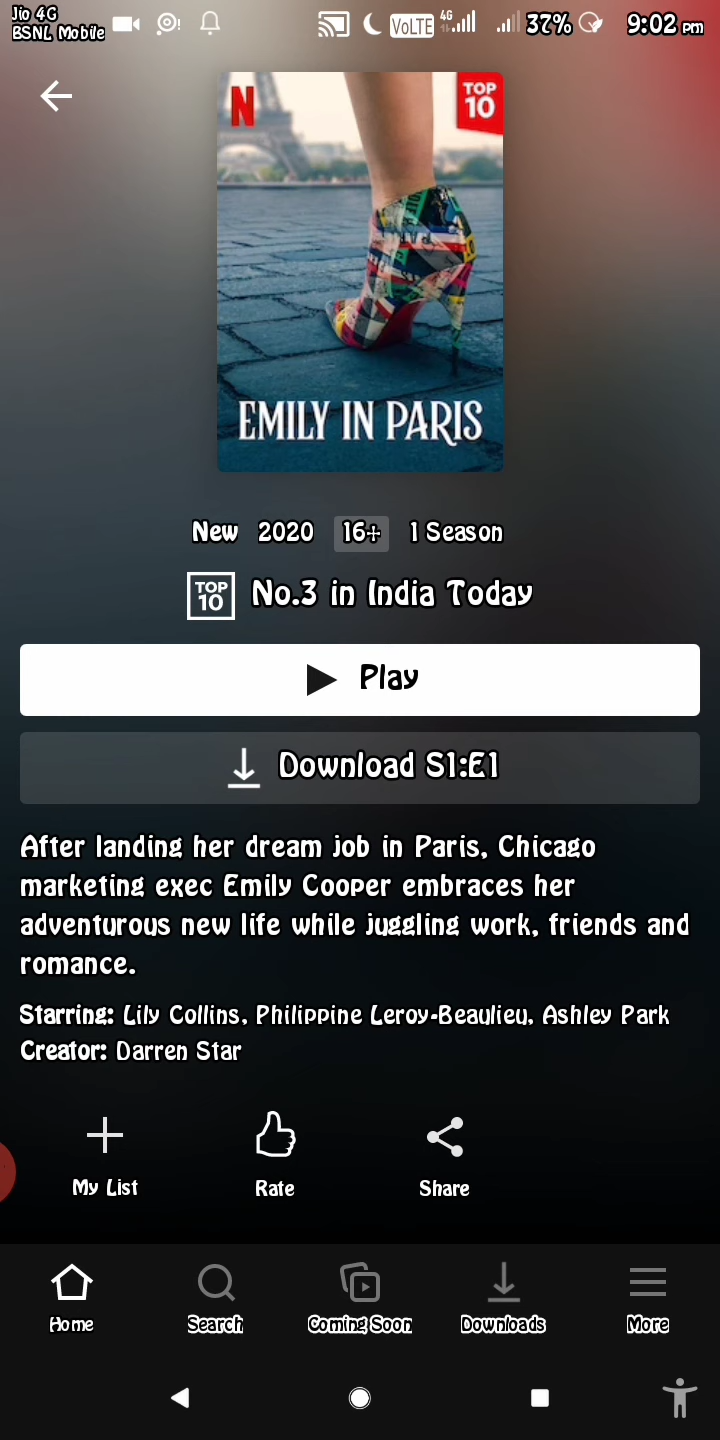 Jio 4G
BSNL Mobile
VoLTE
4G
37%
9:02 PM
N
TOP
10
EMILY IN PARIS
New 2020 16+ 1 Season
TOP
10
No.3 in India Today
Play
Download S1:E1
After landing her dream job in Paris, Chicago
marketing exec Emily Cooper embraces her
adventurous new life while juggling work, friends and
romance.
Starring: Lily Collins, Philippine Leroy-Beaulieu, Ashley Park
Creator: Darren Star
My List Rate Share
Home Search Coming Soon Downloads More